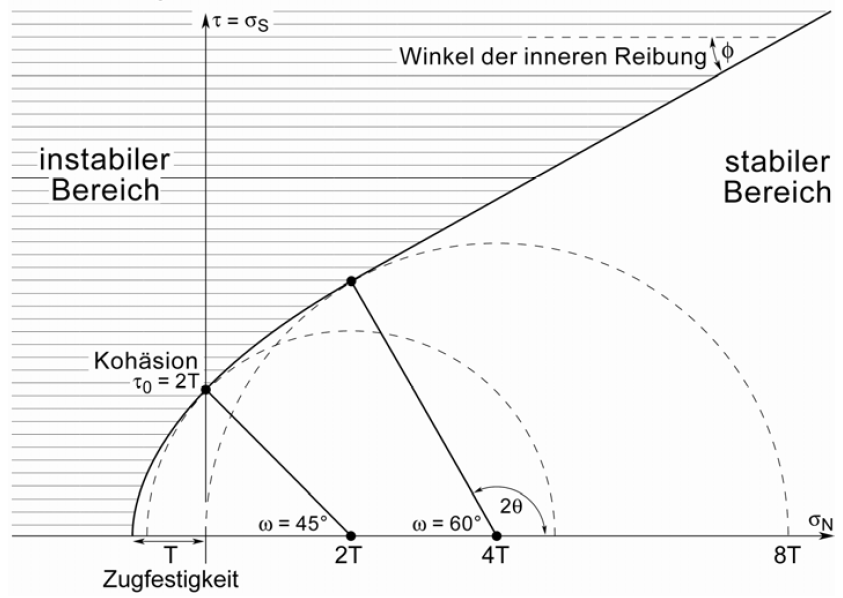 τ = σS
Winkel der inneren Reibung
ϕ
instabiler
Bereich
stabiler
Bereich
Kohäsion
τ0 = 2T
2θ
ω = 45°
ω = 60°
σN
T
2T
4T
8T
Zugfestigkeit